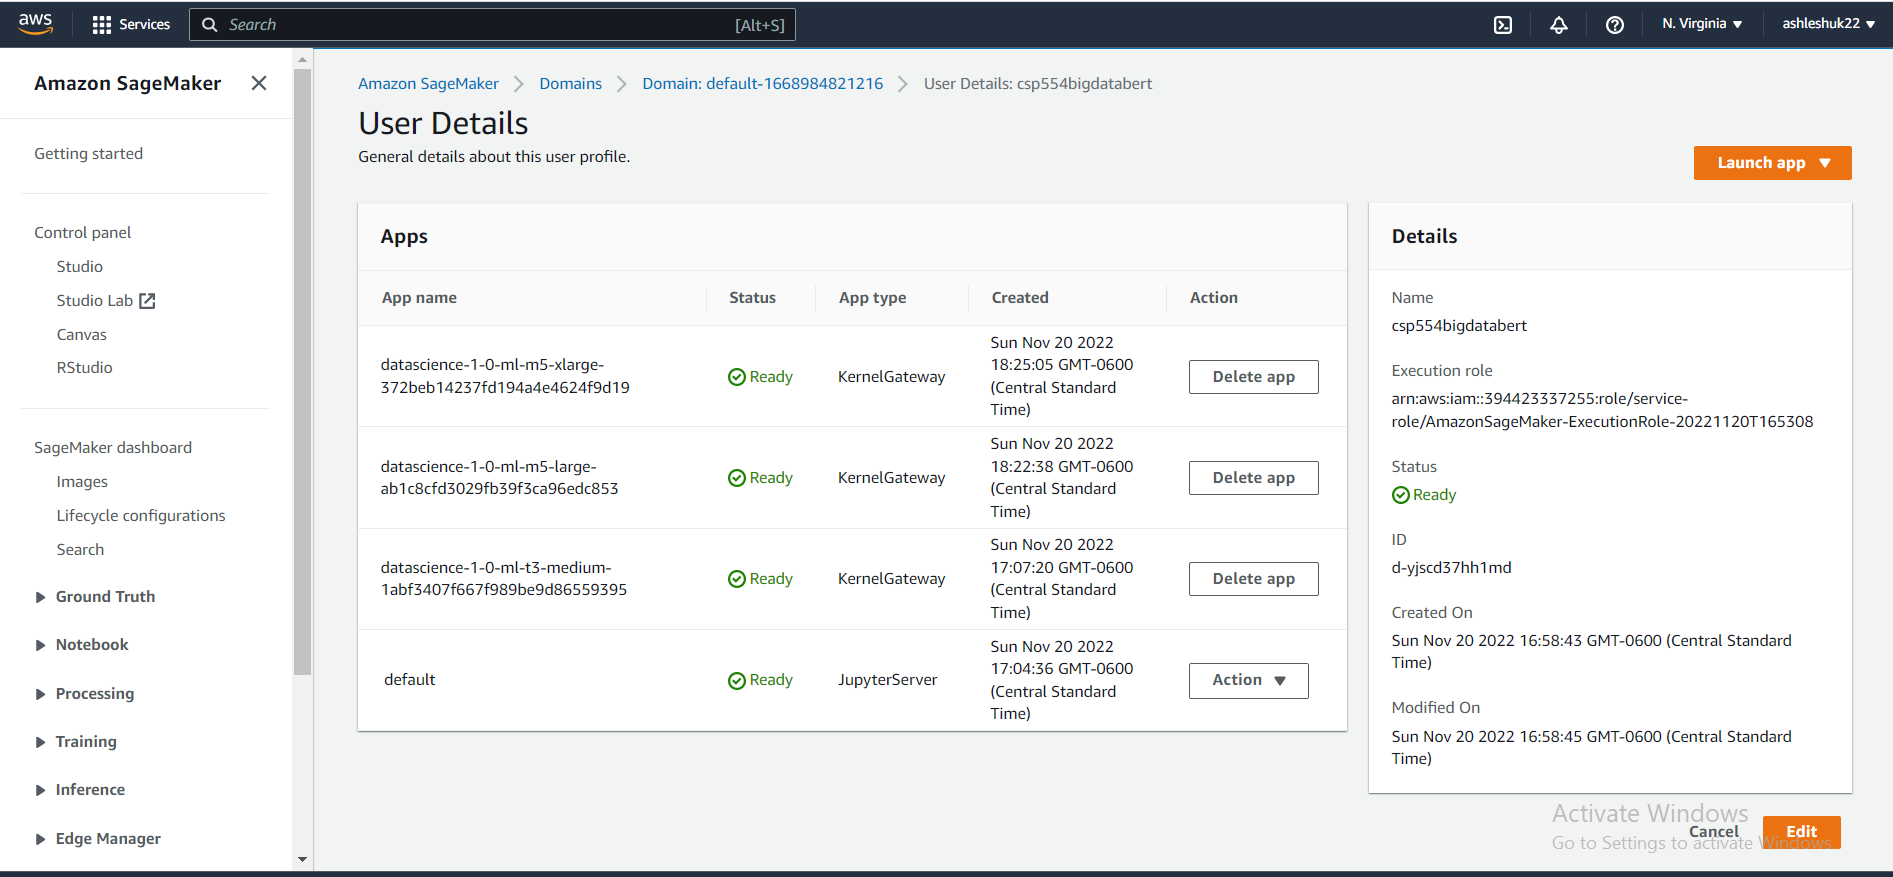 aws
Services
Search
[Alt+S]
N. Virginia
ashleshuk22
Amazon SageMaker
Getting started
Control panel
Studio
Studio Lab
Canvas
RStudio
SageMaker dashboard
Images
Lifecycle configurations
Search
Ground Truth
Notebook
Processing
Training
Inference
Edge Manager
Amazon SageMaker
Domains
Domain: default-1668984821216
User Details: csp554bigdatabert
User Details
General details about this user profile.
Launch app
Apps
App name
Status
App type
Created
Action
datascience-1-0-ml-m5-xlarge-
372beb14237fd194a4e4624f9d19
Ready
KernelGateway
Sun Nov 20 2022
18:25:05 GMT-0600
(Central Standard
Time)
Delete app
datascience-1-0-ml-m5-large-
ab1c8cfd3029fb39f3ca96edc853
Ready
KernelGateway
Sun Nov 20 2022
18:22:38 GMT-0600
(Central Standard
Time)
Delete app
datascience-1-0-ml-t3-medium-
1abf3407f667f989be9d86559395
Ready
KernelGateway
Sun Nov 20 2022
17:07:20 GMT-0600
(Central Standard
Time)
Delete app
default
Ready
JupyterServer
Sun Nov 20 2022
17:04:36 GMT-0600
(Central Standard
Time)
Action
Details
Name
csp554bigdatabert
Execution role
arn:aws:iam::394423337255:role/service-
role/AmazonSageMaker-ExecutionRole-20221120T165308
Status
Ready
ID
d-yjscd37hh1md
Created On
Sun Nov 20 2022 16:58:43 GMT-0600 (Central Standard
Time)
Modified On
Sun Nov 20 2022 16:58:45 GMT-0600 (Central Standard
Time)
Activate Windows
Go to Settings to activate Windows.
Cancel
Edit